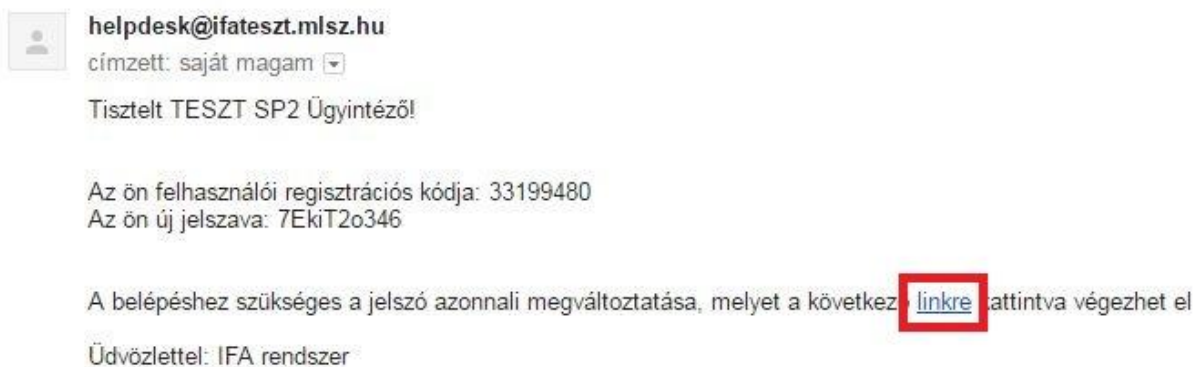 helpdesk@ifateszt.mlsz.hu
címzett: saját magam
Tisztelt TESZT SP2 Ügyintéző!
Az ön felhasználói regisztrációs kódja: 33199480
Az ön új jelszava: 7EkiT2o346
A belépéshez szükséges a jelszó azonnali megváltoztatása, melyet a következ linkre attintva végezhet el
Üdvözlettel: IFA rendszer